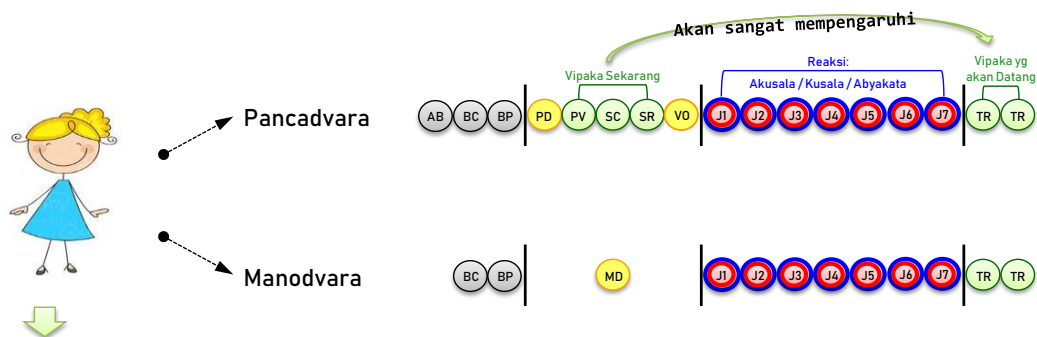 Akan sangat mempengaruhi
Reaksi:
Vipaka yg
akan Datang
Vipaka Sekarang
Akusala / Kusala / Abyakata
Pancadvara
AB BC BP PD PV SC SR VO J1 J2 J3 J4 J5 J6 J7 TR TR
Manodvara
BC BP MD J1 J2 J3 J4 J5 J6 J7 TR TR